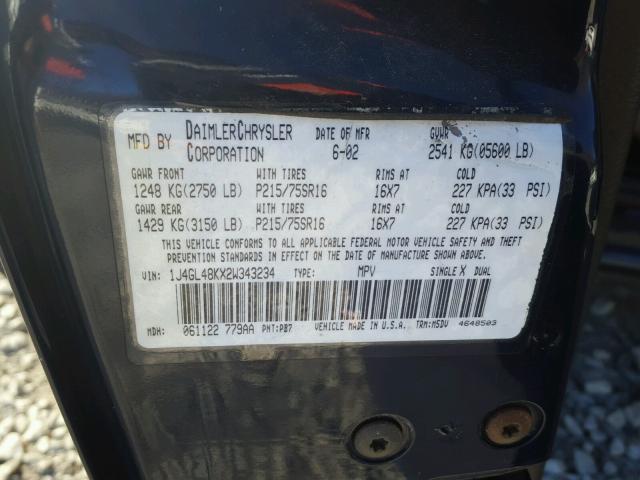 MFD BY DAIMLERCHRYSLER CORPORATION DATE OF MFR 6-02 GVWR 2541 KG(05600 LB)
GAWR FRONT WITH TIRES RIMS AT COLD
1248 KG(2750 LB) P215/75SR16 16X7 227 KPA(33 PSI)
GAWR REAR WITH TIRES RIMS AT COLD
1429 KG(3150 LB) P215/75SR16 16X7 227 KPA(33 PSI)
THIS VEHICLE CONFORMS TO ALL APPLICABLE FEDERAL MOTOR VEHICLE SAFETY AND THEFT
PREVENTION STANDARDS IN EFFECT ON THE DATE OF MANUFACTURE SHOWN ABOVE.
VIN: 1J4GL48KX2W343234 TYPE: MPV SINGLE X DUAL
MDH: 061122 779AA PNT:PB7 VEHICLE MADE IN U.S.A. TRM:M5DV 4648503